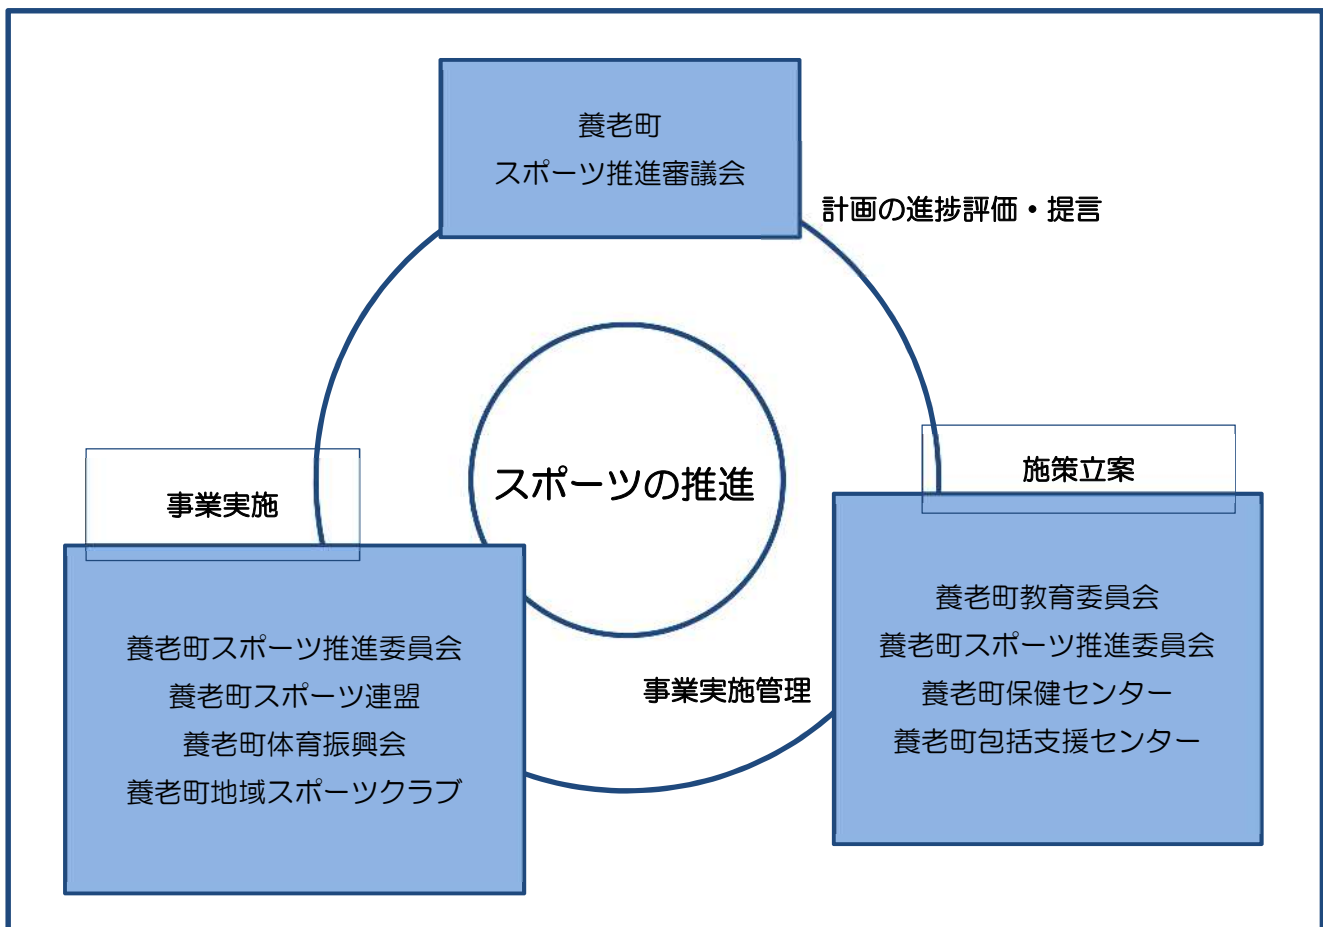 養老町
スポーツ推進審議会
計画の進捗評価・提言
スポーツの推進
事業実施
養老町スポーツ推進委員会
養老町スポーツ連盟
養老町体育振興会
養老町地域スポーツクラブ
事業実施管理
施策立案
養老町教育委員会
養老町スポーツ推進委員会
養老町保健センター
養老町包括支援センター